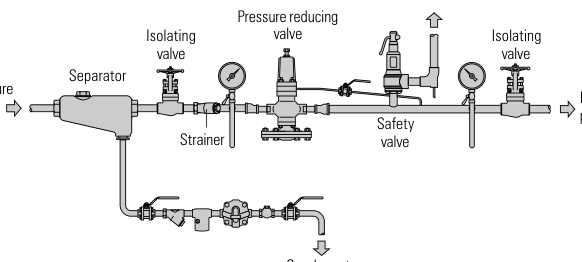 Pressure reducing
valve
Isolating
valve
Isolating
valve
Separator
Strainer
Safety
valve